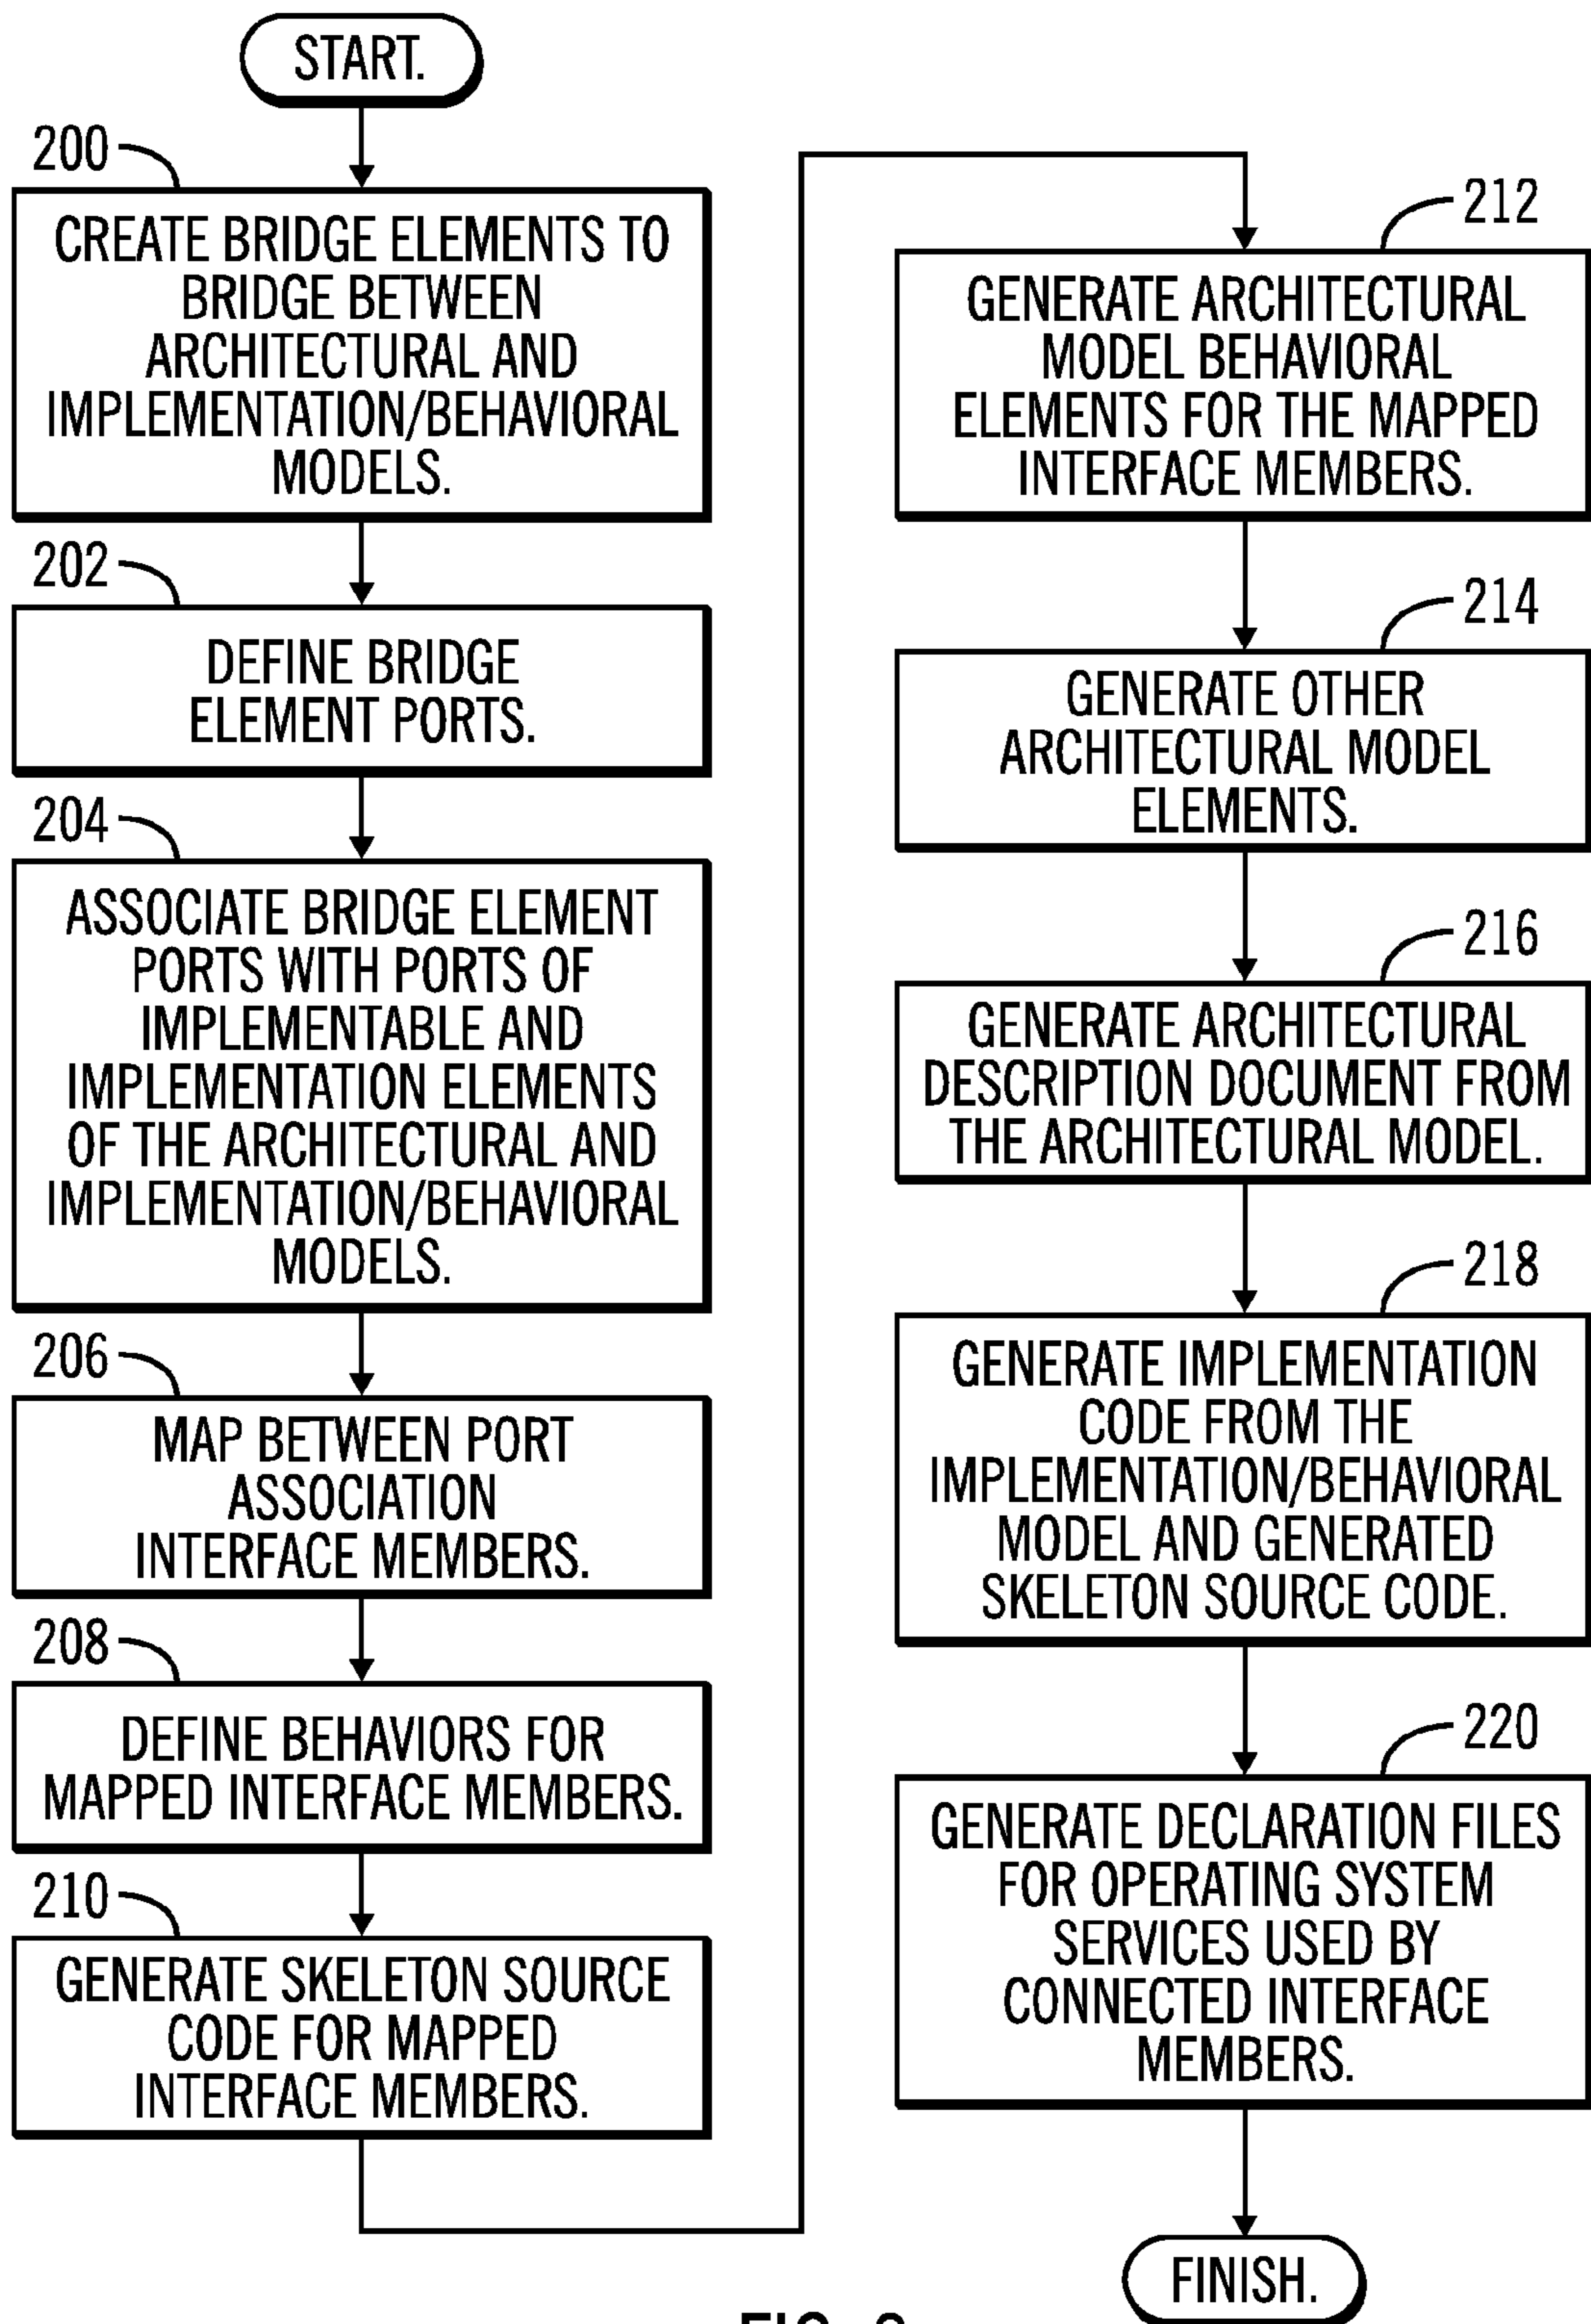 START.
200
CREATE BRIDGE ELEMENTS TO
BRIDGE BETWEEN
ARCHITECTURAL AND
IMPLEMENTATION/BEHAVIORAL
MODELS.
202
DEFINE BRIDGE
ELEMENT PORTS.
204
ASSOCIATE BRIDGE ELEMENT
PORTS WITH PORTS OF
IMPLEMENTABLE AND
IMPLEMENTATION ELEMENTS
OF THE ARCHITECTURAL AND
IMPLEMENTATION/BEHAVIORAL
MODELS.
206
MAP BETWEEN PORT
ASSOCIATION
INTERFACE MEMBERS.
208
DEFINE BEHAVIORS FOR
MAPPED INTERFACE MEMBERS.
210
GENERATE SKELETON SOURCE
CODE FOR MAPPED
INTERFACE MEMBERS.
212
GENERATE ARCHITECTURAL
MODEL BEHAVIORAL
ELEMENTS FOR THE MAPPED
INTERFACE MEMBERS.
214
GENERATE OTHER
ARCHITECTURAL MODEL
ELEMENTS.
216
GENERATE ARCHITECTURAL
DESCRIPTION DOCUMENT FROM
THE ARCHITECTURAL MODEL.
218
GENERATE IMPLEMENTATION
CODE FROM THE
IMPLEMENTATION/BEHAVIORAL
MODEL AND GENERATED
SKELETON SOURCE CODE.
220
GENERATE DECLARATION FILES
FOR OPERATING SYSTEM
SERVICES USED BY
CONNECTED INTERFACE
MEMBERS.
FINISH.
FIG.